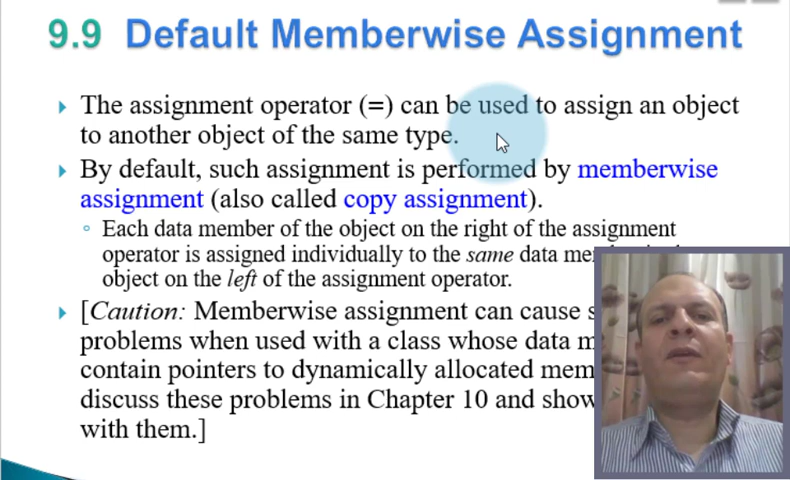 9.9 Default Memberwise Assignment
The assignment operator (=) can be used to assign an object
to another object of the same type.
By default, such assignment is performed by memberwise
assignment (also called copy assignment).
Each data member of the object on the right of the assignment
operator is assigned individually to the same data
object on the left of the assignment operator.
[Caution: Memberwise assignment can cause
problems when used with a class whose data
contain pointers to dynamically allocated
discuss these problems in Chapter 10 and show
with them.]